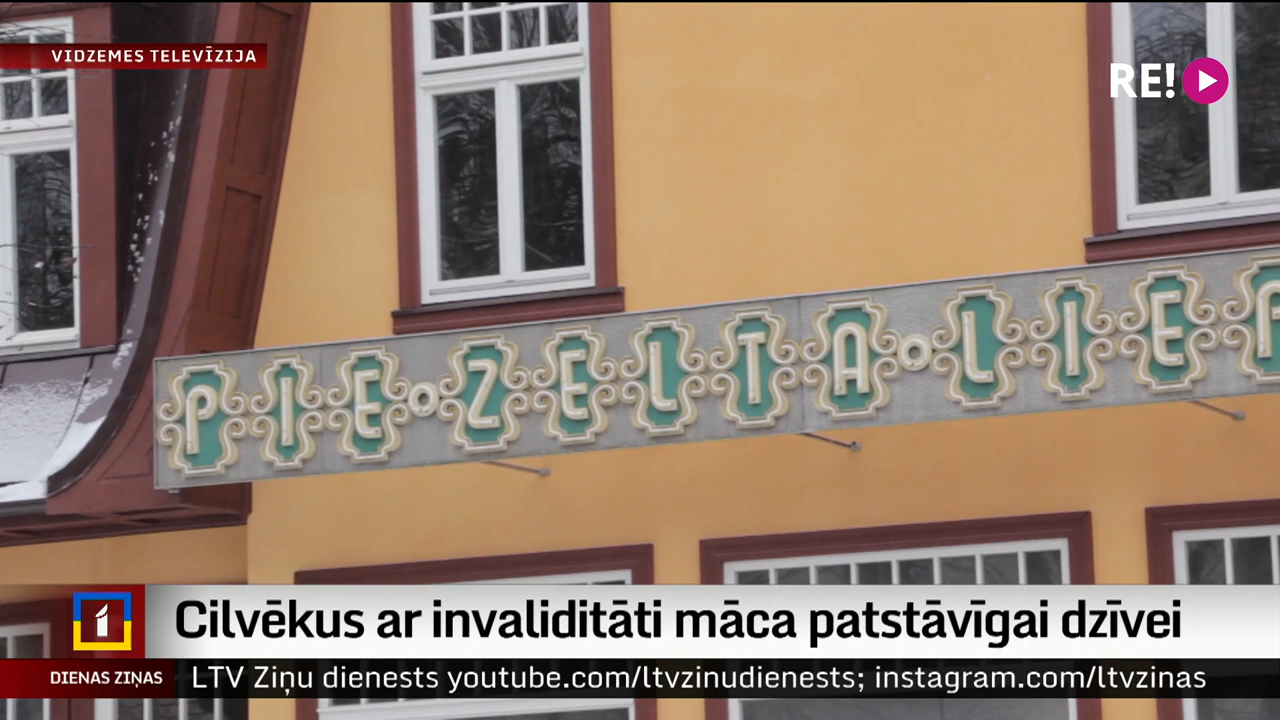 VIDZEMES TELEVĪZIJA
RE!
PIE ZELTA LIE
1
Cilvēkus ar invaliditāti māca patstāvīgai dzīvei
DIENAS ZIŅAS
LTV Ziņu dienests youtube.com/ltvzinudienests; instagram.com/ltvzinas